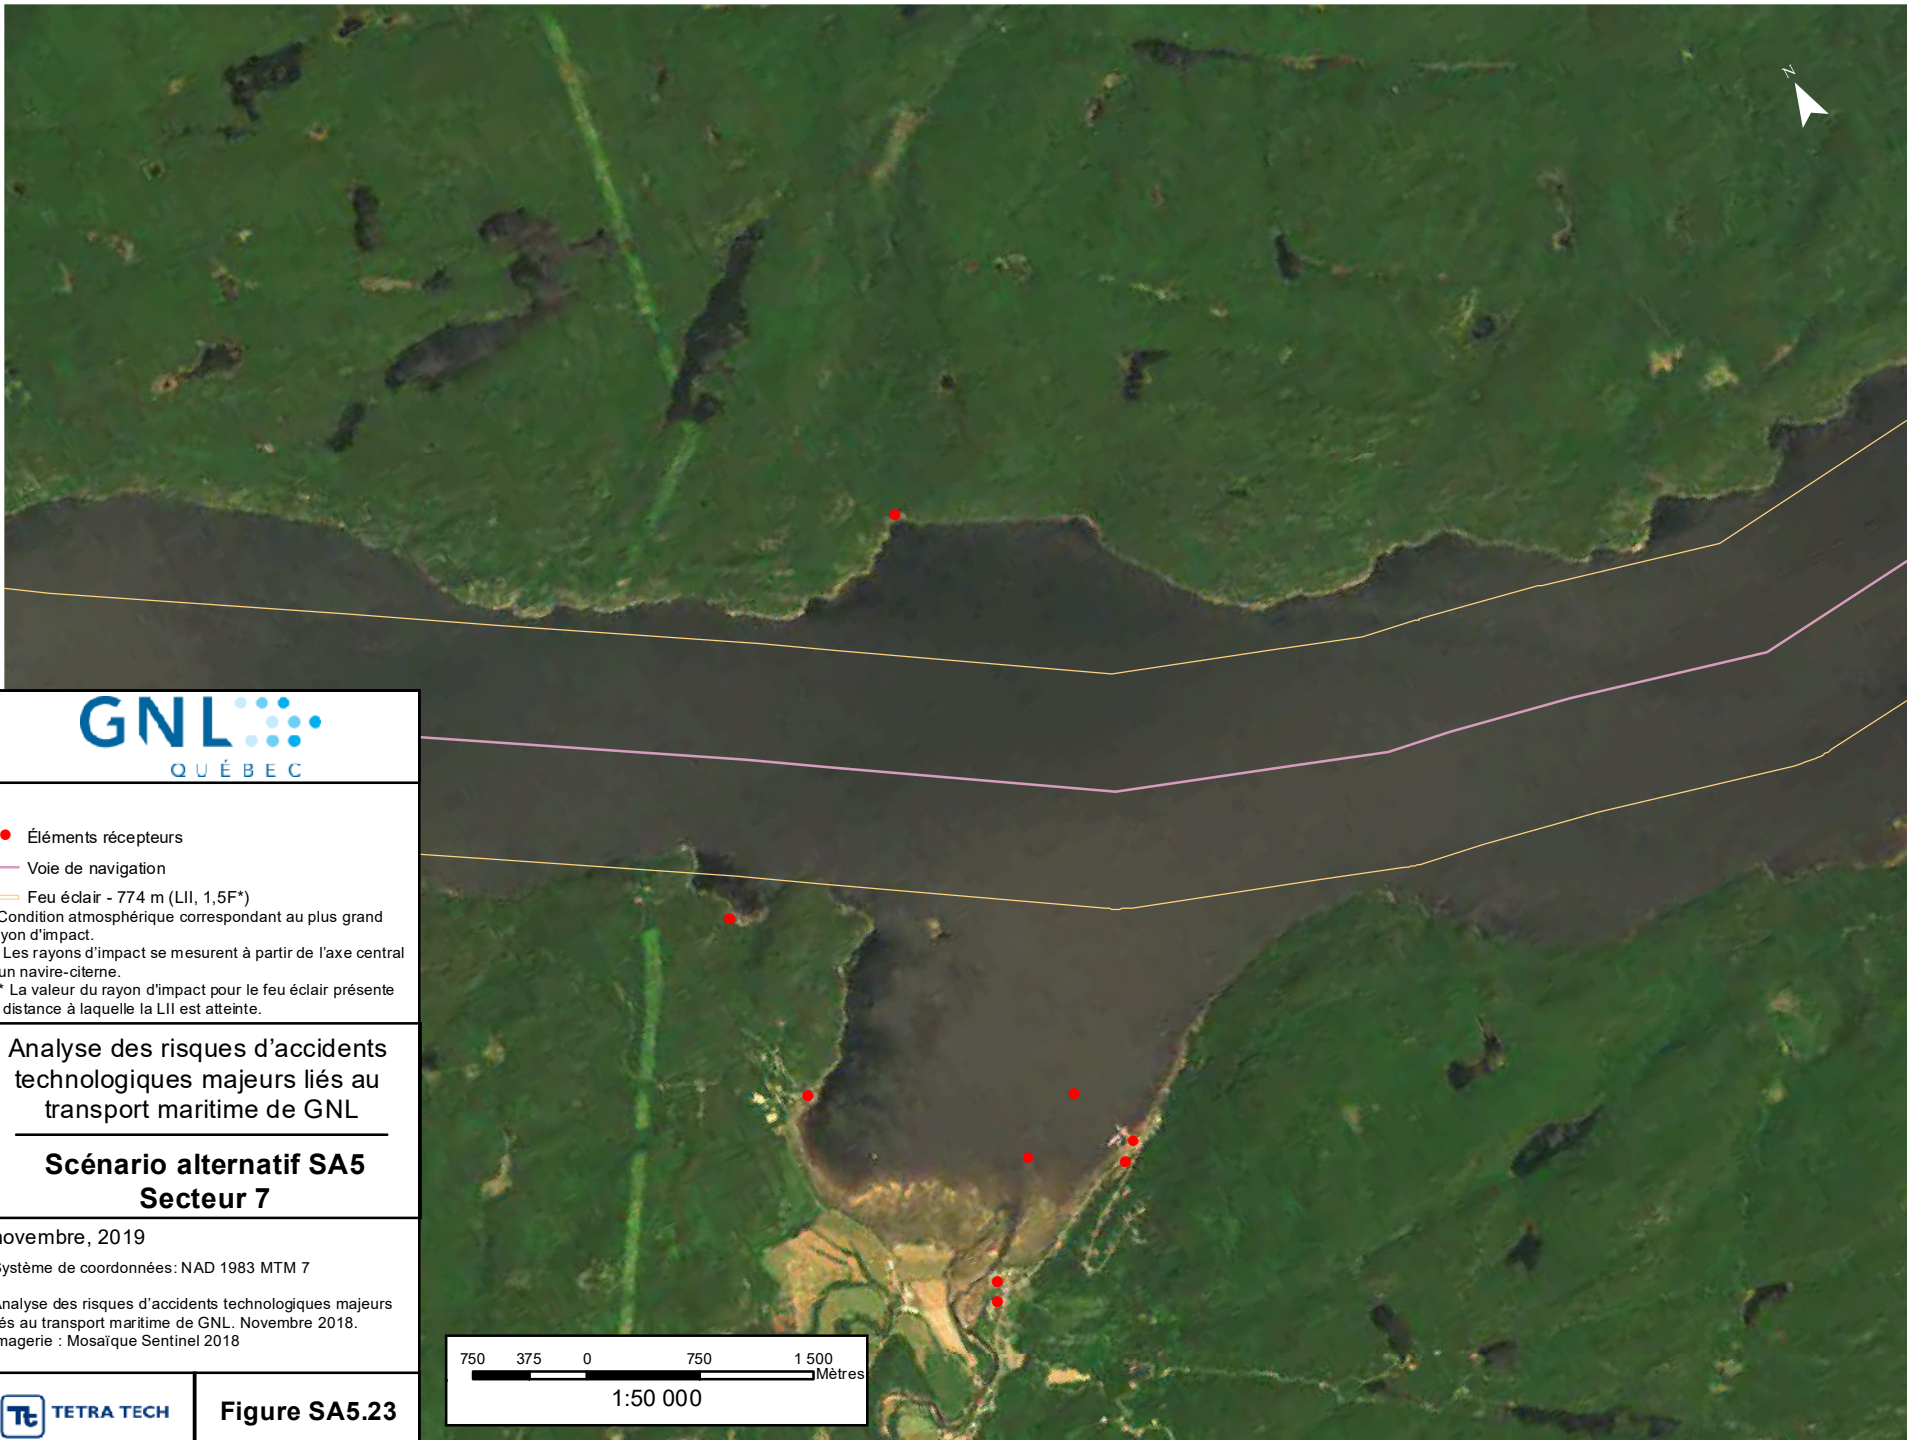 N
GNL
QUÉBEC
Éléments récepteurs
Voie de navigation
Feu éclair - 774 m (LII, 1,5F*)
Condition atmosphérique correspondant au plus grand
yon d'impact.
Les rayons d'impact se mesurent à partir de l'axe central
un navire-citerne.
* La valeur du rayon d'impact pour le feu éclair présente
distance à laquelle la LII est atteinte.
Analyse des risques d'accidents
technologiques majeurs liés au
transport maritime de GNL
Scénario alternatif SA5
Secteur 7
novembre, 2019
Système de coordonnées: NAD 1983 MTM 7
Analyse des risques d'accidents technologiques majeurs
és au transport maritime de GNL. Novembre 2018.
magerie : Mosaïque Sentinel 2018
Tt TETRA TECH
Figure SA5.23
750 375 0 750 1 500
Mètres
1:50 000